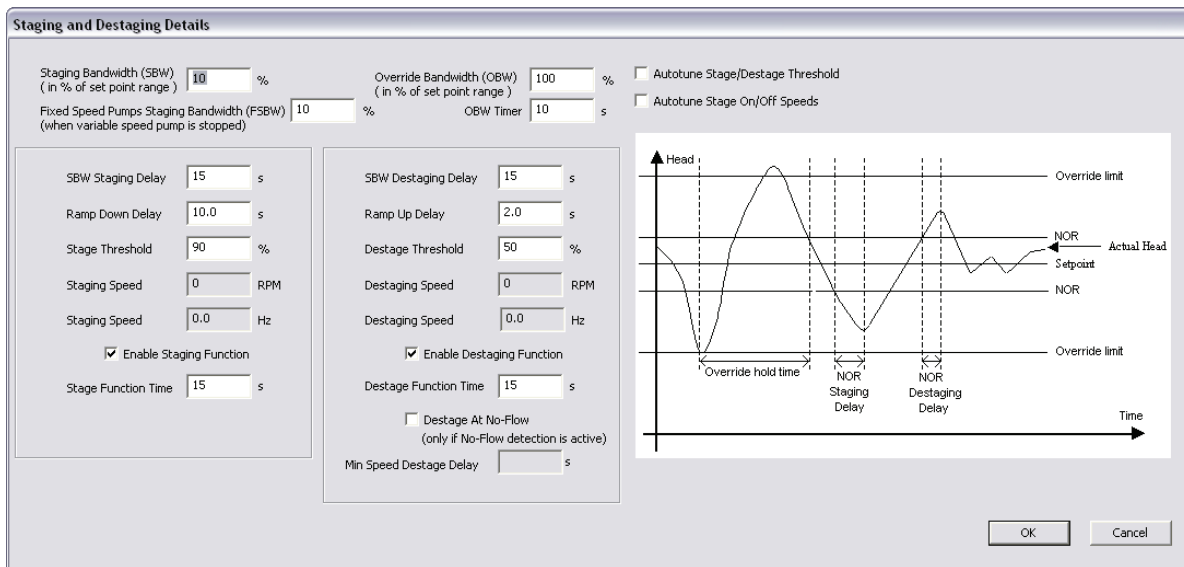 Staging and Destaging Details
Staging Bandwidth (SBW)
( in % of set point range )
10
%
Override Bandwidth (OBW)
( in % of set point range )
100
%
Autotune Stage/Destage Threshold
Fixed Speed Pumps Staging Bandwidth (FSBW)
(when variable speed pump is stopped)
10
%
OBW Timer
10
s
Autotune Stage On/Off Speeds
SBW Staging Delay
15
s
Ramp Down Delay
10.0
s
Stage Threshold
90
%
Staging Speed
0
RPM
Staging Speed
0.0
Hz
Enable Staging Function
Stage Function Time
15
s
SBW Destaging Delay
15
s
Ramp Up Delay
2.0
s
Destage Threshold
50
%
Destaging Speed
0
RPM
Destaging Speed
0.0
Hz
Enable Destaging Function
Destage Function Time
15
s
Destage At No-Flow
(only if No-Flow detection is active)
Min Speed Destage Delay
s
Head
Override limit
NOR
Actual Head
Setpoint
NOR
Override limit
Override hold time
NOR
Staging
Delay
NOR
Destaging
Delay
Time
OK
Cancel